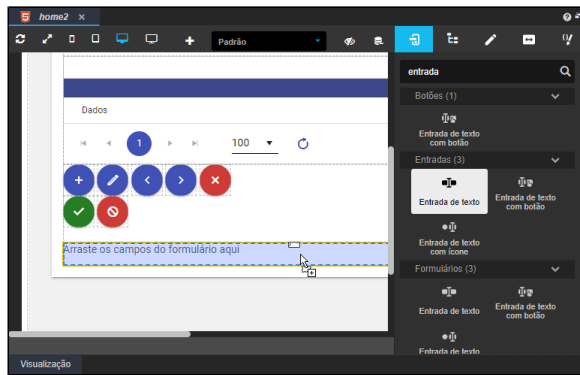 home2 ×
Padrão
entrada
Botões (1)
Entrada de texto
com botão
Entradas (3)
Entrada de texto
Entrada de texto
com botão
Entrada de texto
com ícone
Formulários (3)
Entrada de texto
Entrada de texto
com botão
Entrada de texto
Dados
1
100
Arraste os campos do formulário aqui
Visualização